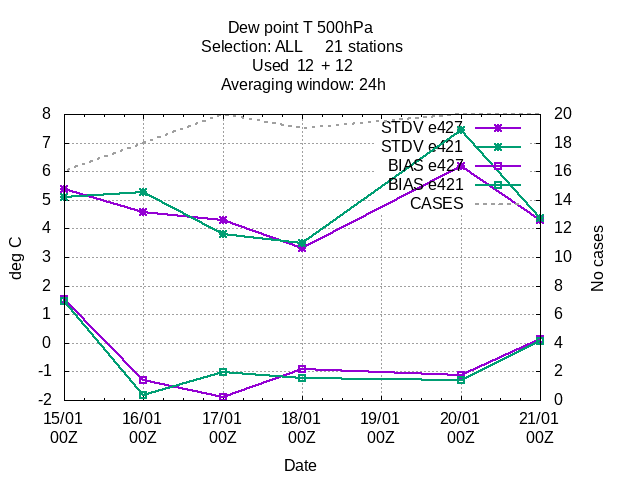 Dew point T 500hPa
Selection: ALL     21 stations
Used  12  + 12
Averaging window: 24h
8
7
6
5
4
3
2
1
0
-1
-2
deg C
20
18
16
14
12
10
8
6
4
2
0
No cases
STDV e427
STDV e421
BIAS e427
BIAS e421
CASES
15/01 16/01 17/01 18/01 19/01 20/01 21/01
00Z 00Z 00Z 00Z 00Z 00Z 00Z
Date